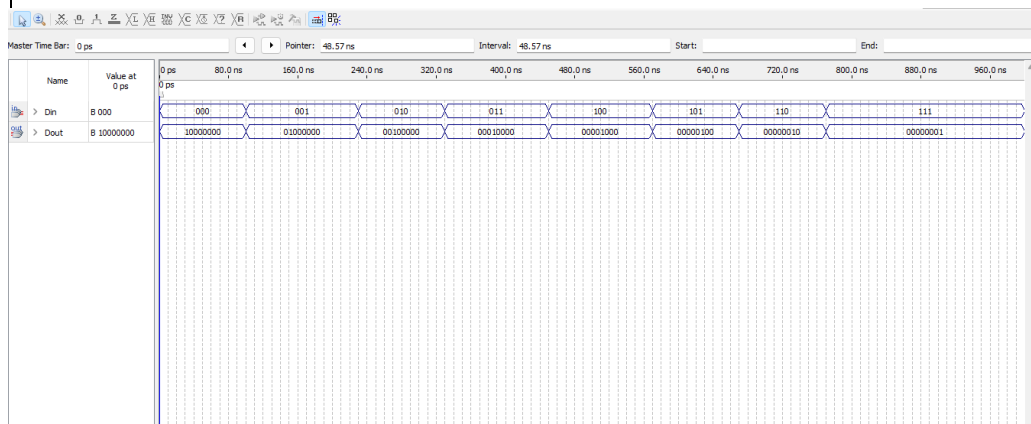 Master Time Bar: 0 ps Pointer: 48.57 ns Interval: 48.57 ns Start: End:
Name Value at 0 ps 0 ps 80.0 ns 160.0 ns 240.0 ns 320.0 ns 400.0 ns 480.0 ns 560.0 ns 640.0 ns 720.0 ns 800.0 ns 880.0 ns 960.0 ns
0 ps
in > Din B 000 000 001 010 011 100 101 110 111
out > Dout B 10000000 10000000 01000000 00100000 00010000 00001000 00000100 00000010 00000001